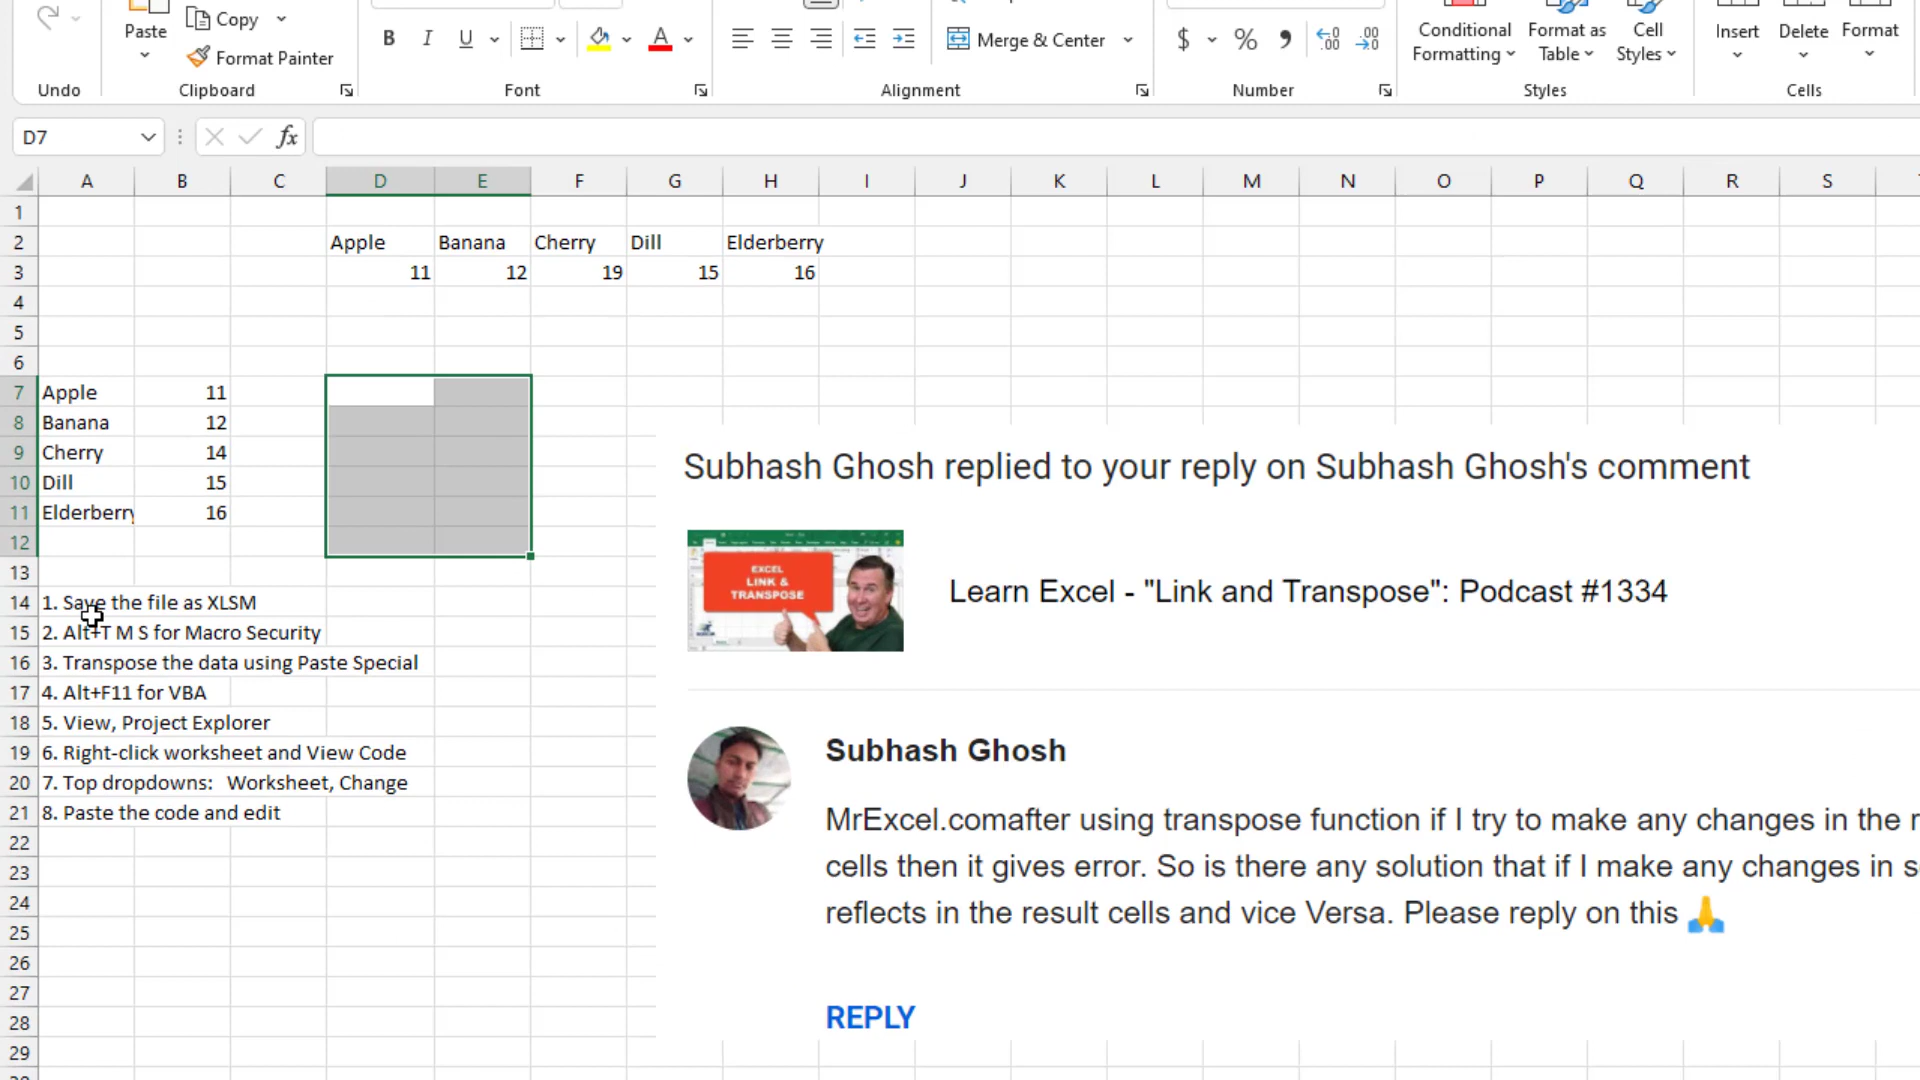 Paste
Copy
Format Painter
B I U
A
Merge & Center
$ % 9
Conditional
Formatting
Format as
Table
Cell
Styles
Insert
Delete
Format
Undo
Clipboard
Font
Alignment
Number
Styles
Cells
D7
fx
A B C D E F G H I J K L M N O P Q R S
1
2 Apple Banana Cherry Dill Elderberry
3 11 12 19 15 16
4
5
6
7 Apple 11
8 Banana 12
9 Cherry 14
10 Dill 15
11 Elderberry 16
12
13
14 1. Save the file as XLSM
15 2. Alt+T M S for Macro Security
16 3. Transpose the data using Paste Special
17 4. Alt+F11 for VBA
18 5. View, Project Explorer
19 6. Right-click worksheet and View Code
20 7. Top dropdowns: Worksheet, Change
21 8. Paste the code and edit
22
23
24
25
26
27
28
29
Subhash Ghosh replied to your reply on Subhash Ghosh's comment
EXCEL
LINK &
TRANSPOSE
Learn Excel - "Link and Transpose": Podcast #1334
Subhash Ghosh
MrExcel.comafter using transpose function if I try to make any changes in the r
cells then it gives error. So is there any solution that if I make any changes in s
reflects in the result cells and vice Versa. Please reply on this 🙏
REPLY